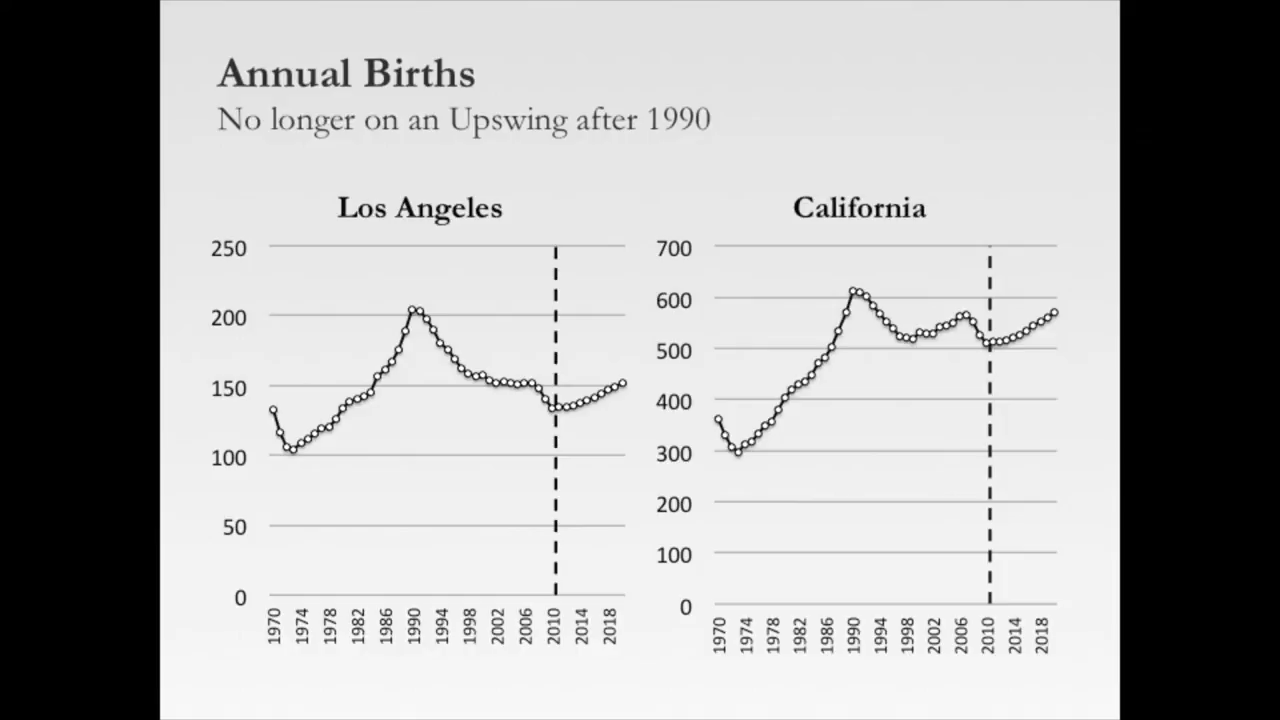 Annual Births
No longer on an Upswing after 1990
Los Angeles
250
200
150
100
50
0
1970 1974 1978 1982 1986 1990 1994 1998 2002 2006 2010 2014 2018
California
700
600
500
400
300
200
100
0
1970 1974 1978 1982 1986 1990 1994 1998 2002 2006 2010 2014 2018